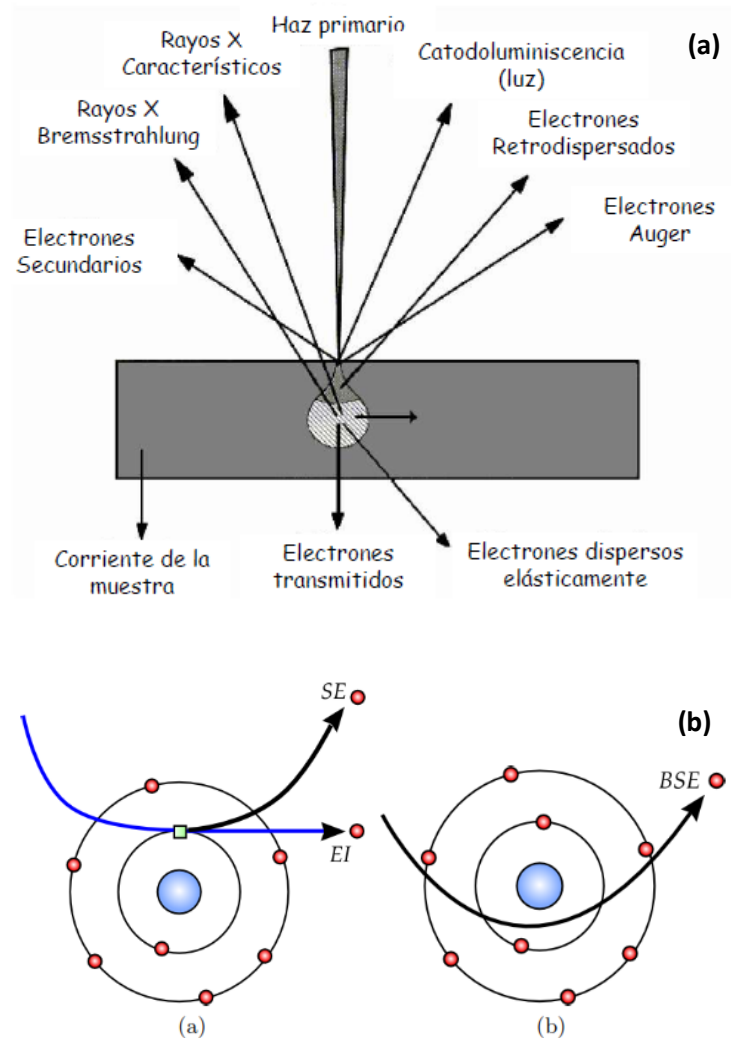 Haz primario
(a)
Rayos X
Característicos
Catodoluminiscencia
(luz)
Rayos X
Bremsstrahlung
Electrones
Retrodispersados
Electrones
Auger
Electrones
Secundarios
Corriente de la
muestra
Electrones
transmitidos
Electrones dispersos
elásticamente
(b)
SE
EI
(a)
BSE
(b)